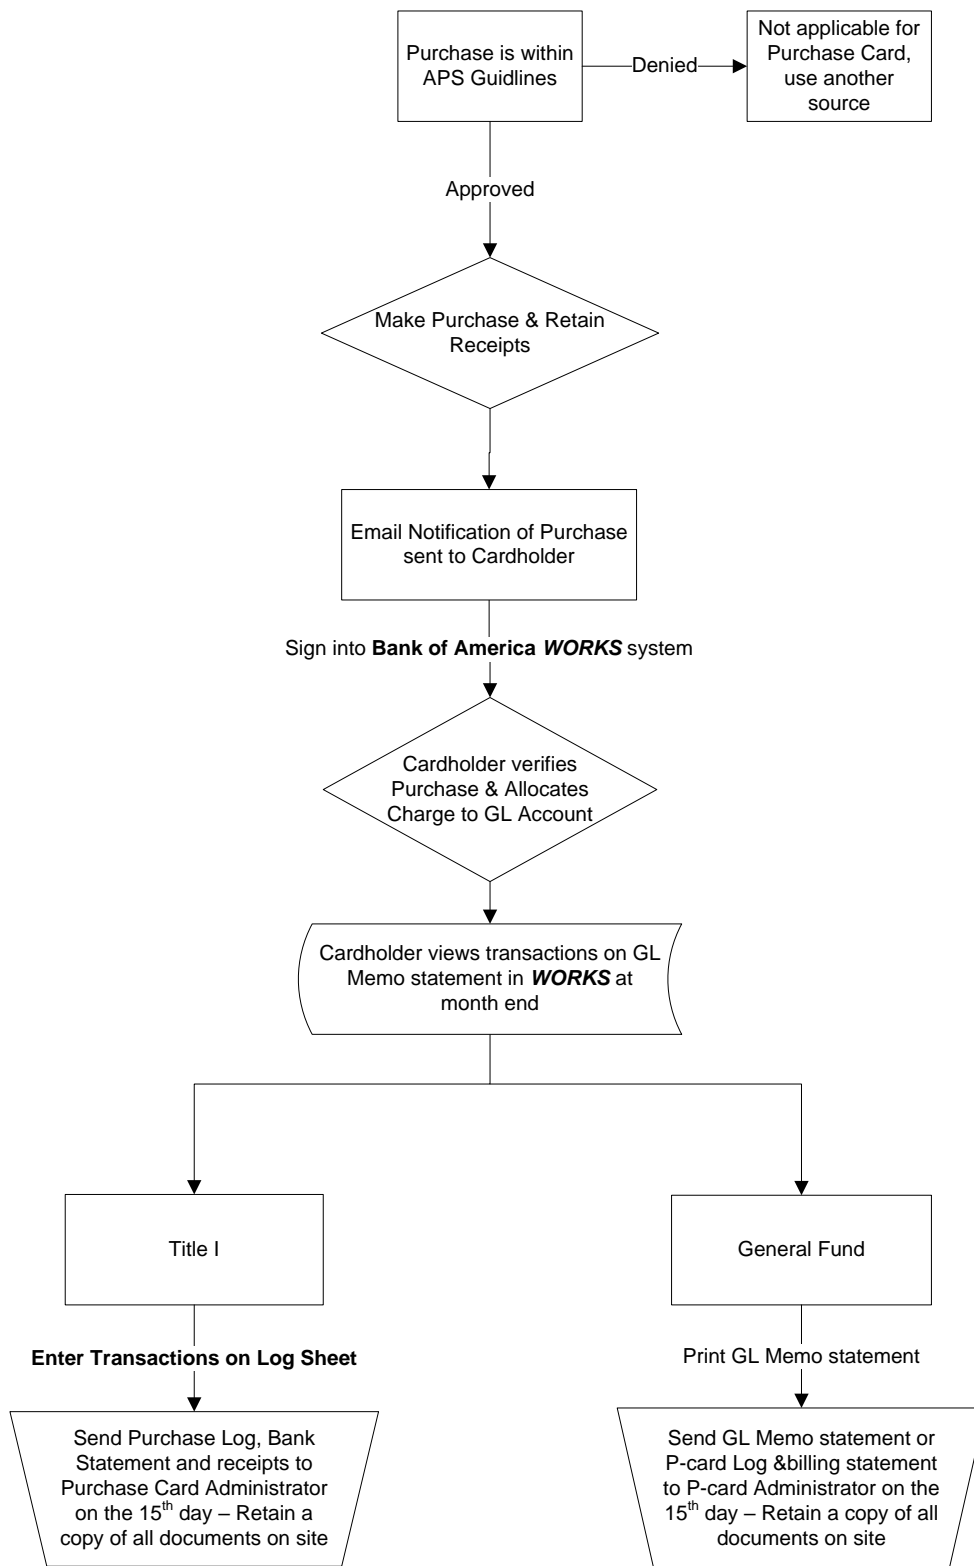 Purchase is within
APS Guidlines
Denied
Not applicable for
Purchase Card,
use another
source
Approved
Make Purchase & Retain
Receipts
Email Notification of Purchase
sent to Cardholder
Sign into Bank of America WORKS system
Cardholder verifies
Purchase & Allocates
Charge to GL Account
Cardholder views transactions on GL
Memo statement in WORKS at
month end
Title I
General Fund
Enter Transactions on Log Sheet
Print GL Memo statement
Send Purchase Log, Bank
Statement and receipts to
Purchase Card Administrator
on the 15th day – Retain a
copy of all documents on site
Send GL Memo statement or
P-card Log &billing statement
to P-card Administrator on the
15th day – Retain a copy of all
documents on site